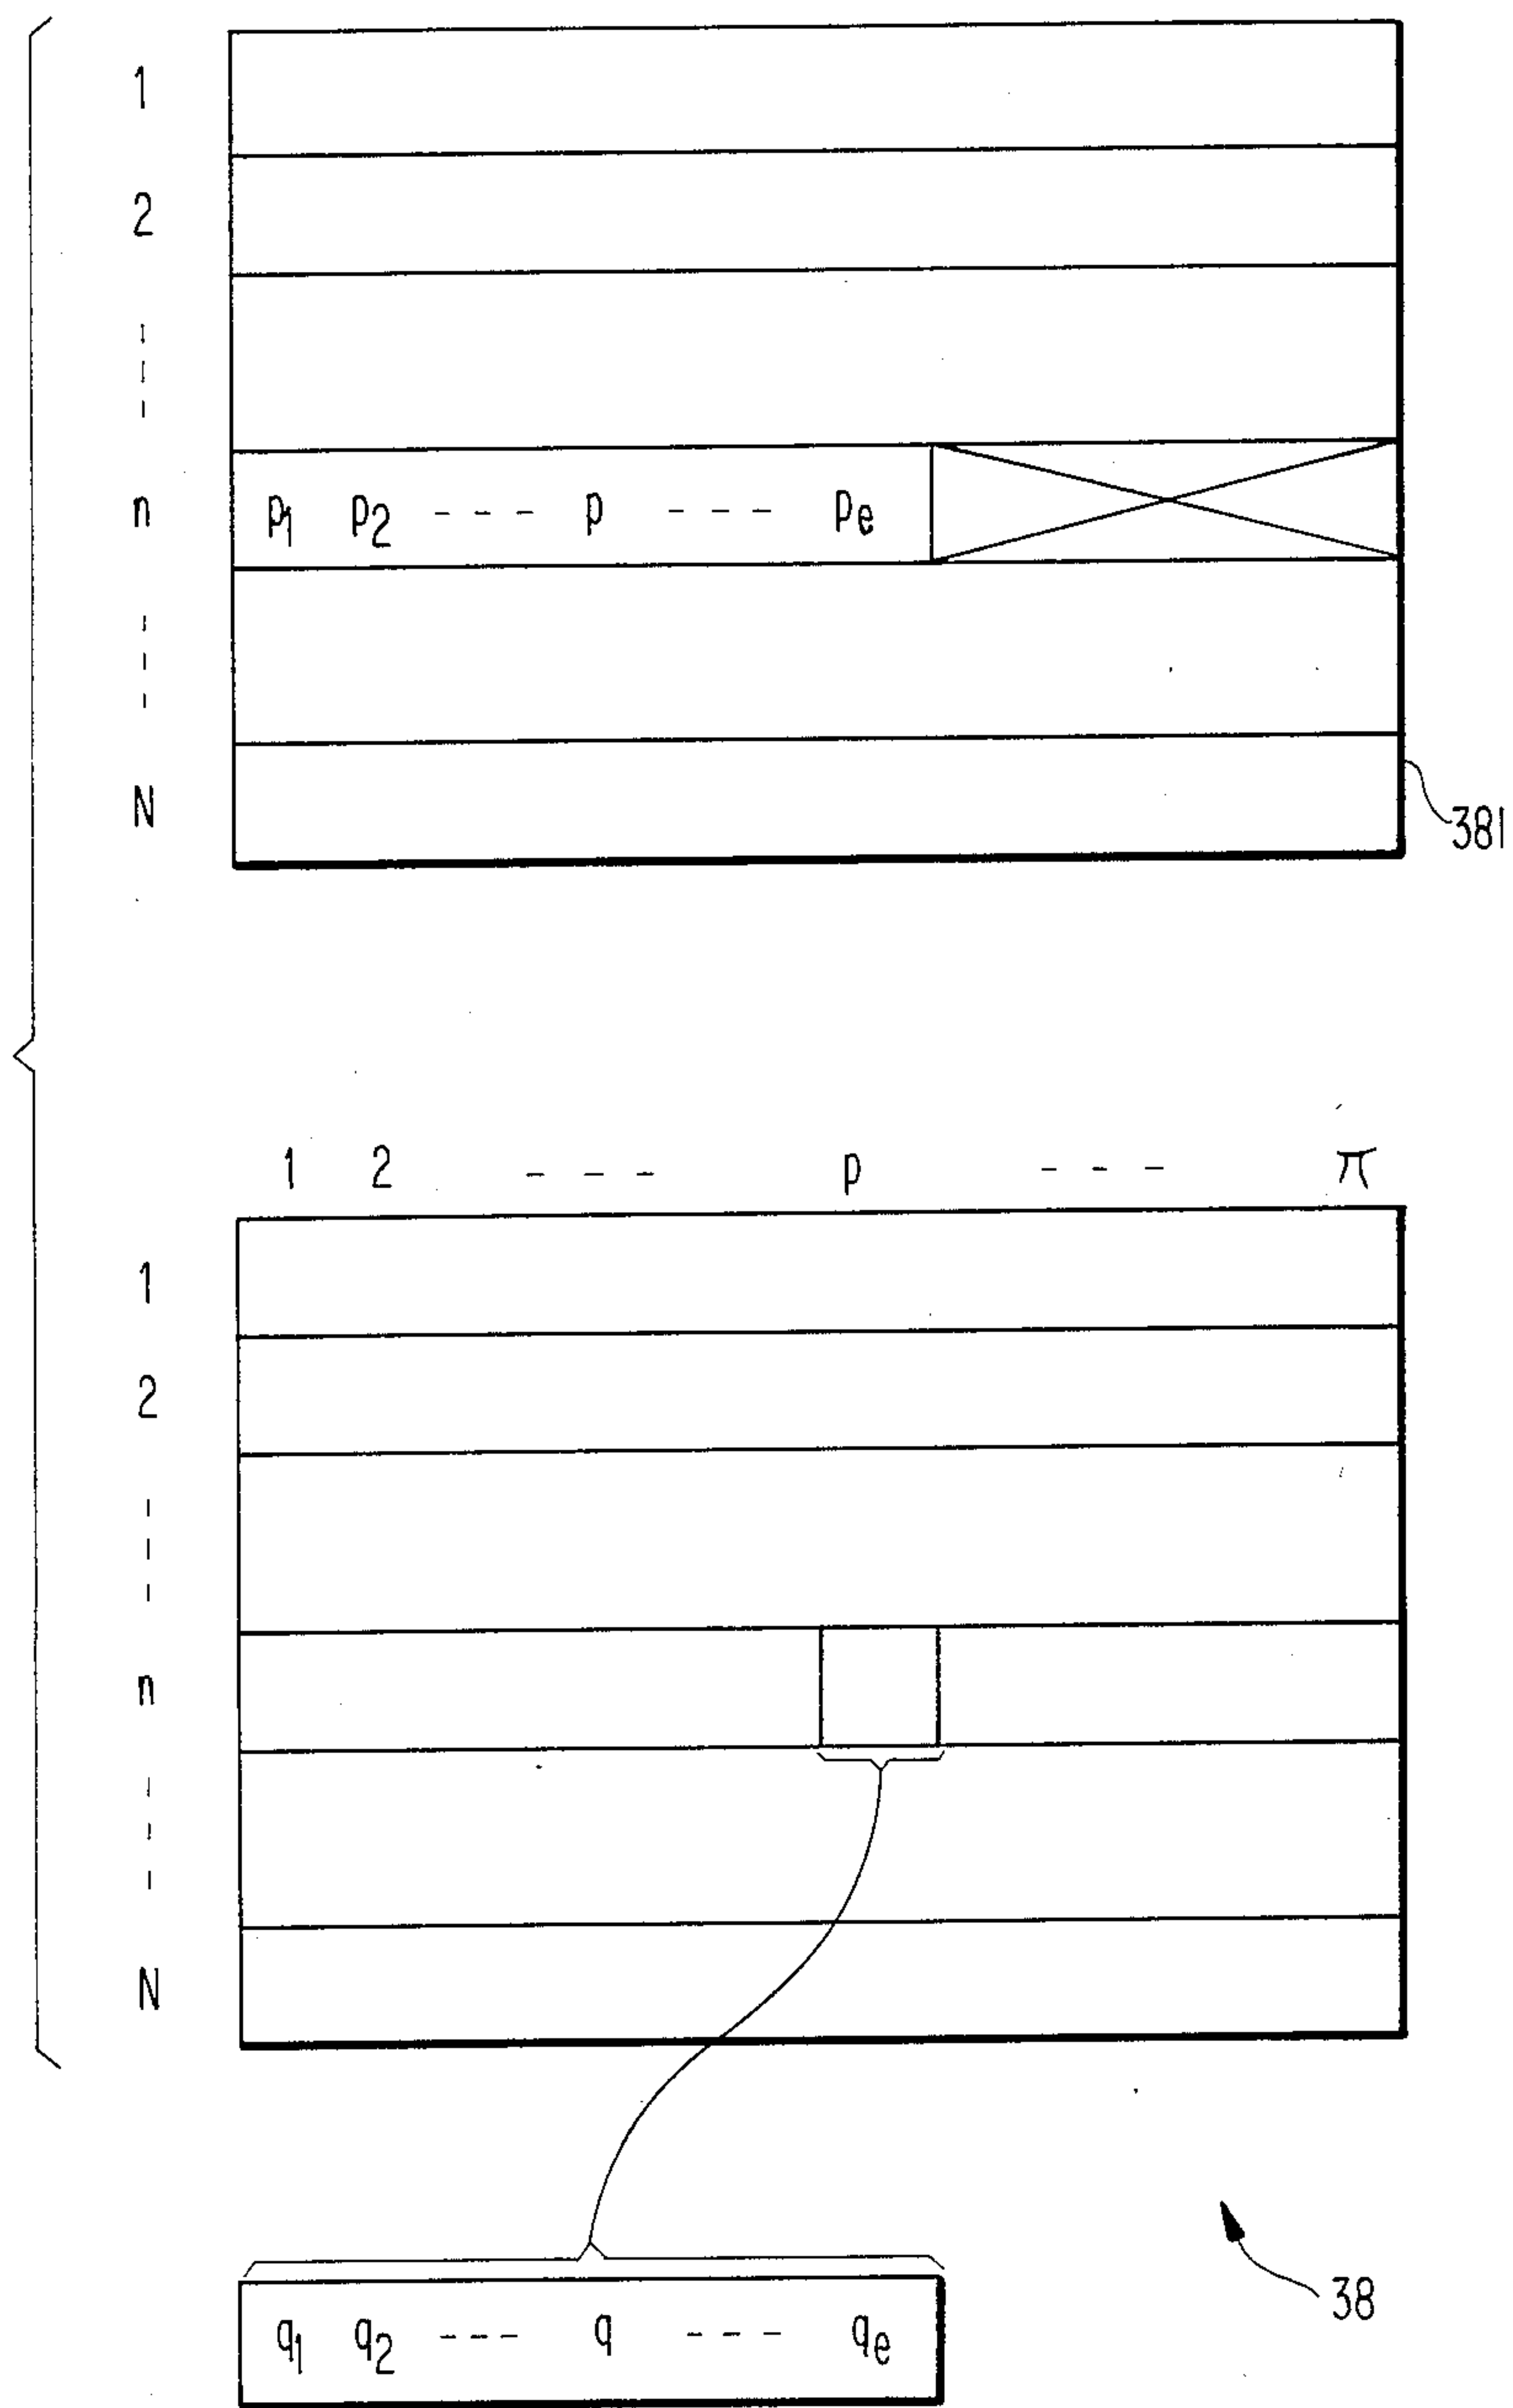 1
2
n p₁ p₂ --- p --- pₑ
N
381
1 2 --- p --- π
1
2
n
N
38
q₁ q₂ --- q --- qₑ